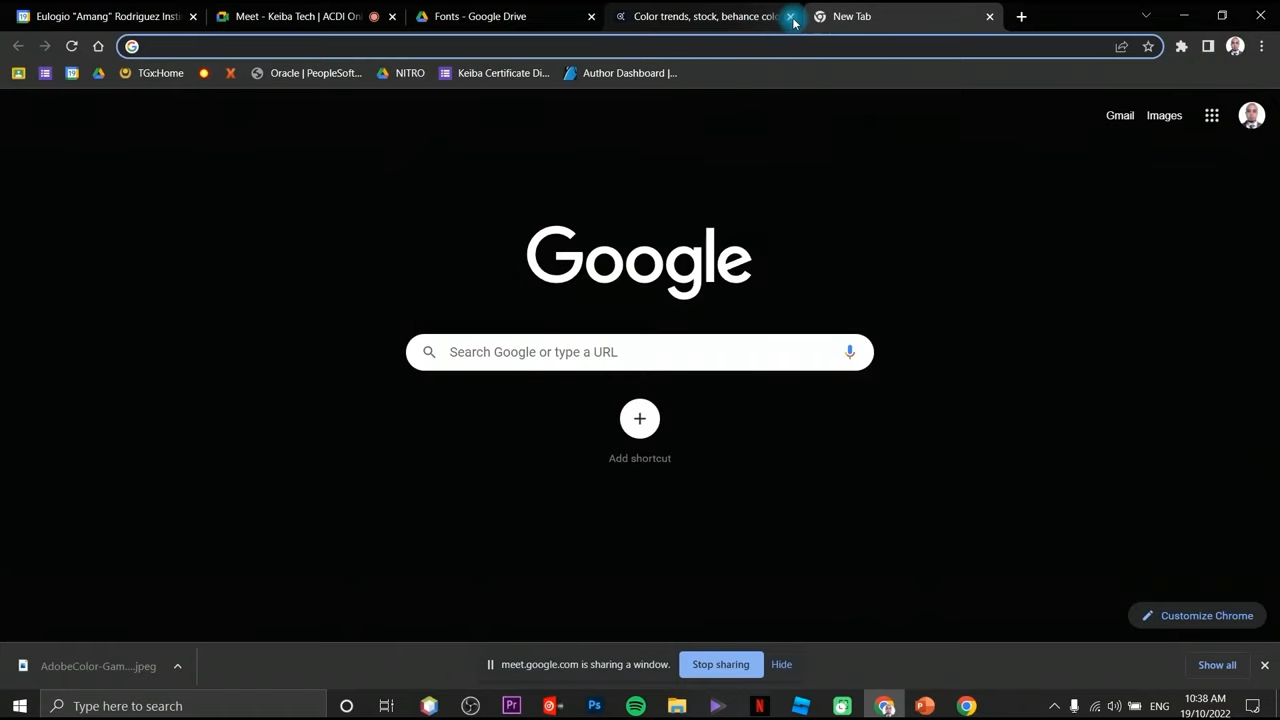 Eulogio "Amang" Rodriguez Insti
Meet - Keiba Tech | ACDI Onl
Fonts - Google Drive
Color trends, stock, behance colo
New Tab
TGx:Home
Oracle | PeopleSoft...
NITRO
Keiba Certificate Di...
Author Dashboard |...
Gmail
Images
Google
Search Google or type a URL
Add shortcut
Customize Chrome
AdobeColor-Gam....jpeg
meet.google.com is sharing a window.
Stop sharing
Hide
Show all
Type here to search
ENG
10:38 AM
19/10/2022